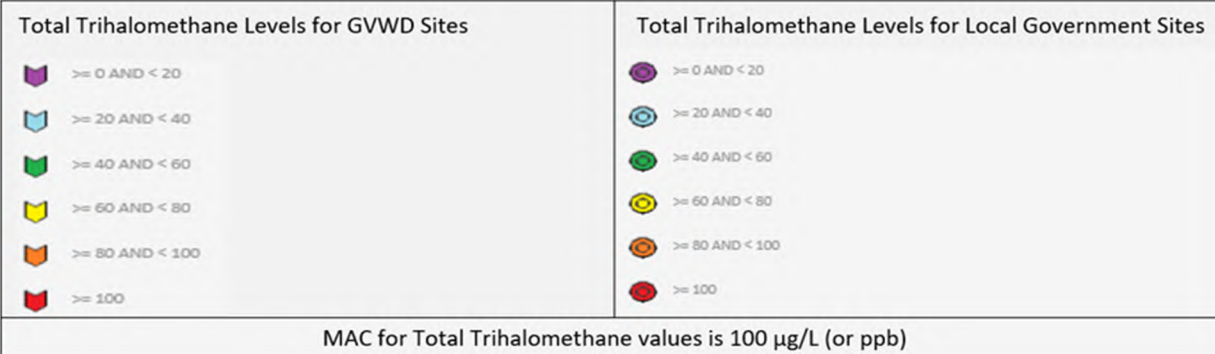 Total Trihalomethane Levels for GVWD Sites
>= 0 AND < 20
>= 20 AND < 40
>= 40 AND < 60
>= 60 AND < 80
>= 80 AND < 100
>= 100
Total Trihalomethane Levels for Local Government Sites
>= 0 AND < 20
>= 20 AND < 40
>= 40 AND < 60
>= 60 AND < 80
>= 80 AND < 100
>= 100
MAC for Total Trihalomethane values is 100 µg/L (or ppb)